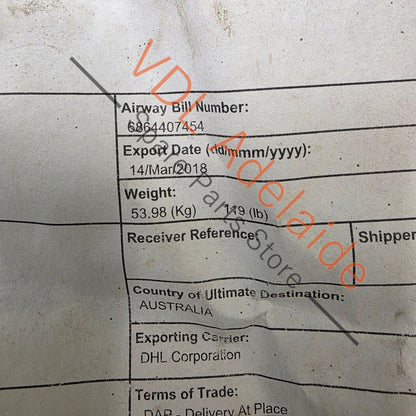 Airway Bill Number:
6864407454
Export Date (dd/mmm/yyyy):
14/Mar/2018
Weight:
53.98 (Kg) 119 (lb)
Receiver Reference:
Shipper
Country of Ultimate Destination:
AUSTRALIA
Exporting Carrier:
DHL Corporation
Terms of Trade:
DAP - Delivery At Place
VDL Adelaide
Spare Parts Store